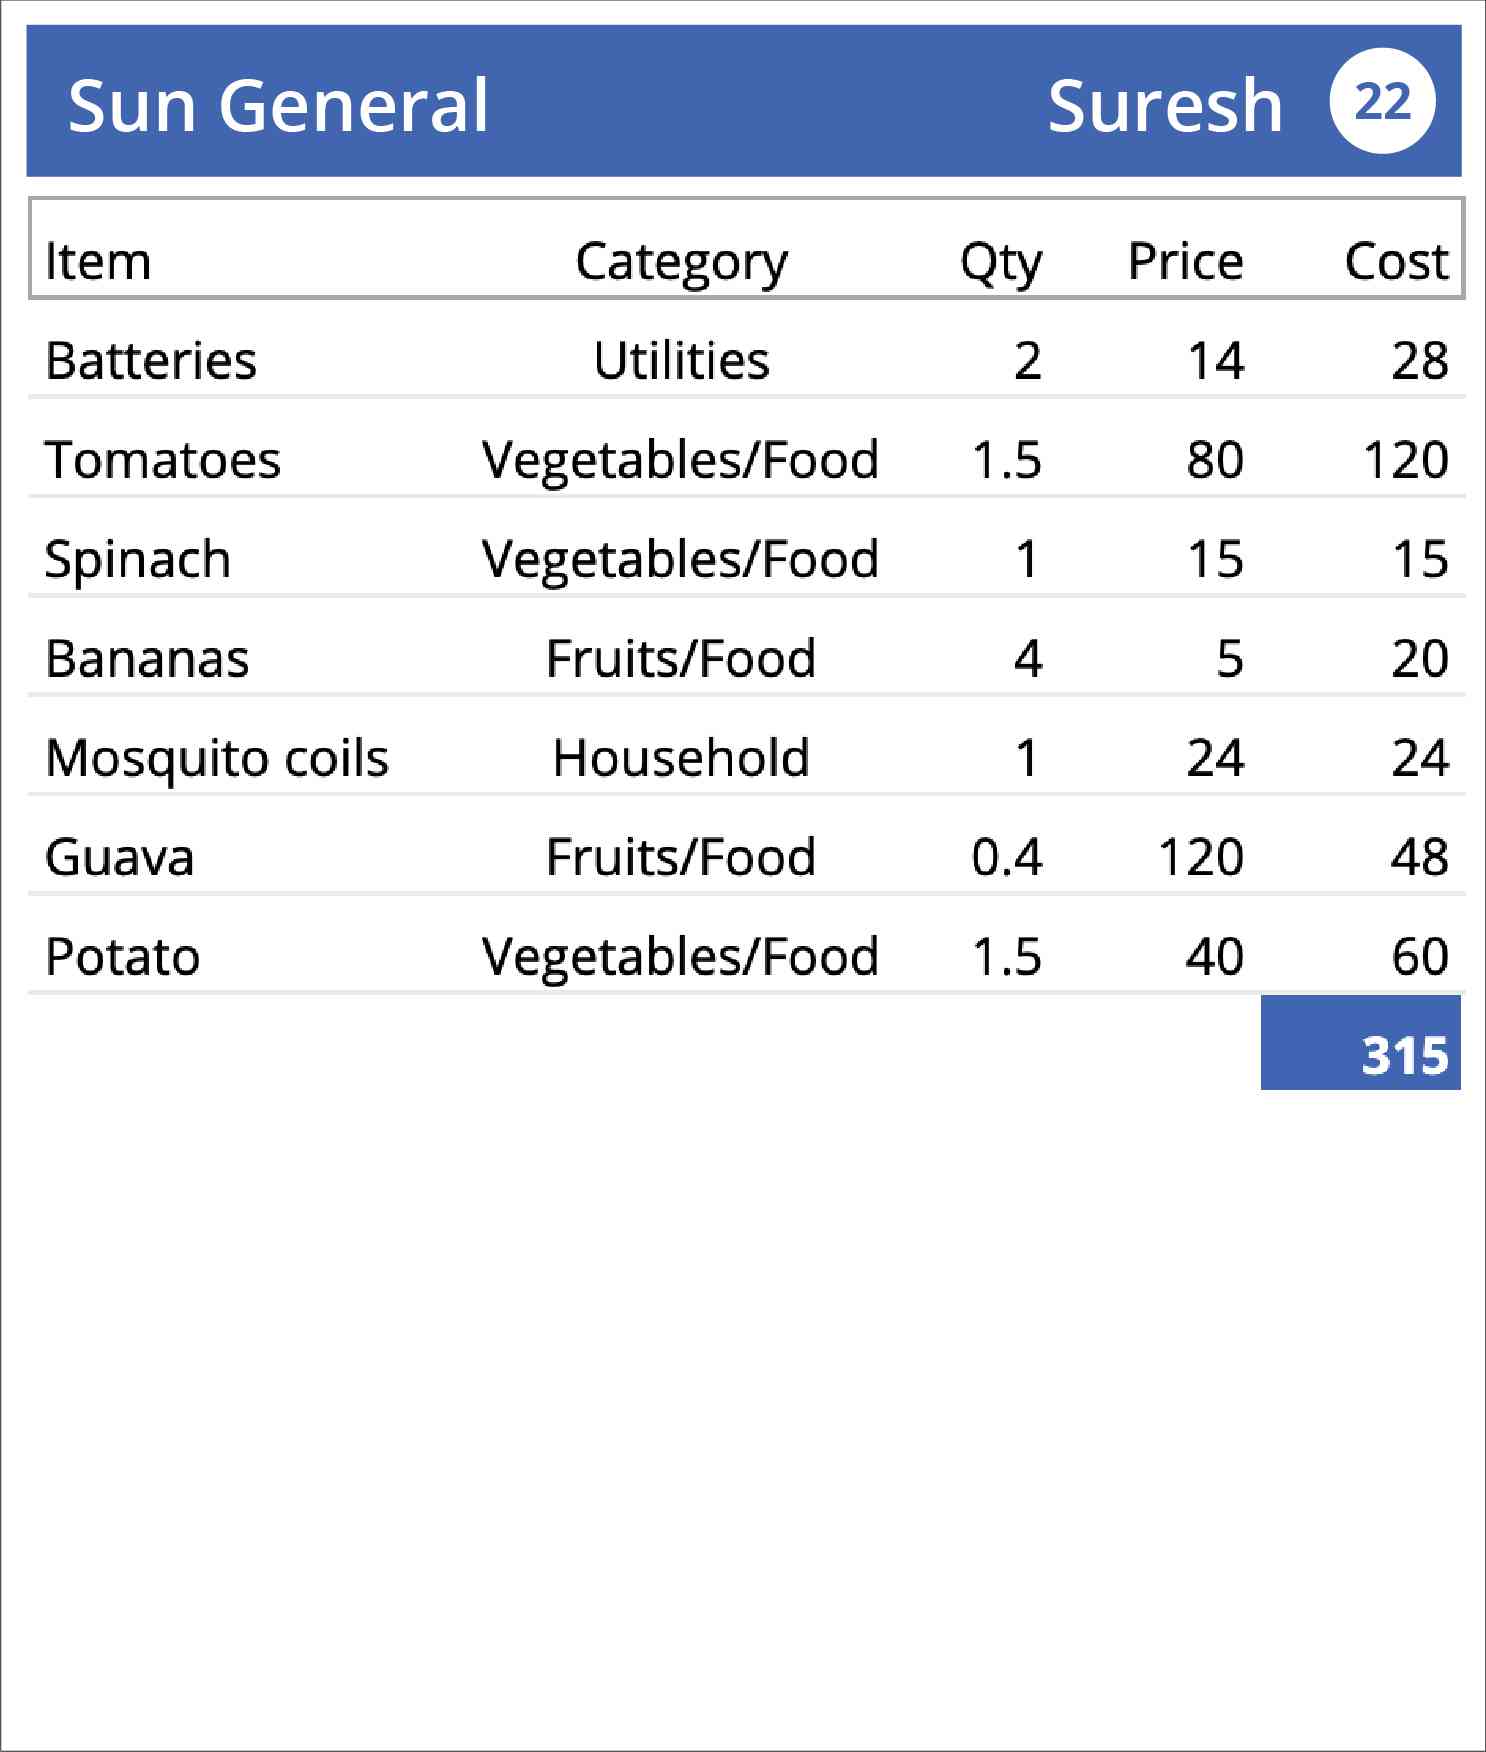 Sun General Suresh 22
Item Category Qty Price Cost
Batteries Utilities 2 14 28
Tomatoes Vegetables/Food 1.5 80 120
Spinach Vegetables/Food 1 15 15
Bananas Fruits/Food 4 5 20
Mosquito coils Household 1 24 24
Guava Fruits/Food 0.4 120 48
Potato Vegetables/Food 1.5 40 60
315